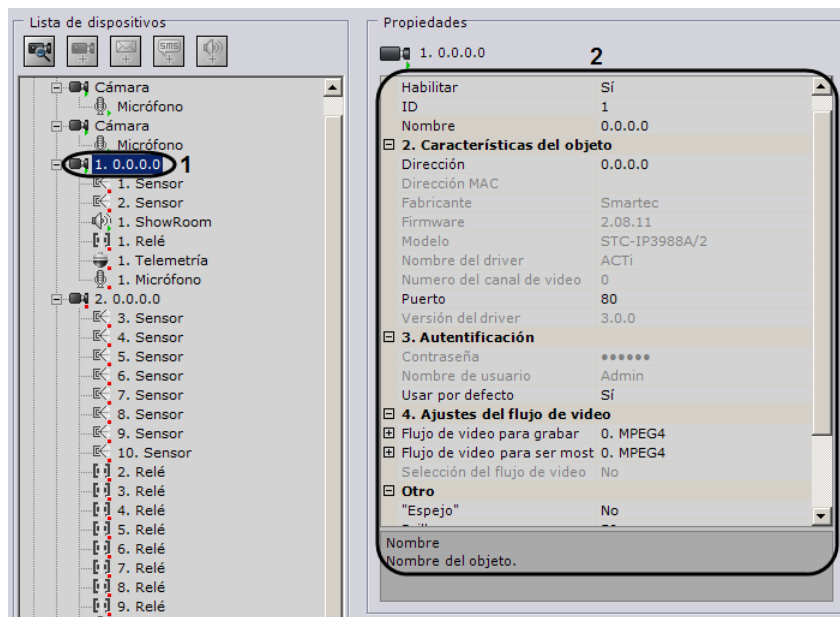 Lista de dispositivos
sms
Cámara
Micrófono
Cámara
Micrófono
1. 0.0.0.0
1
1. Sensor
2. Sensor
1. ShowRoom
1. Relé
1. Telemetría
1. Micrófono
2. 0.0.0.0
3. Sensor
4. Sensor
5. Sensor
6. Sensor
7. Sensor
8. Sensor
9. Sensor
10. Sensor
2. Relé
3. Relé
4. Relé
5. Relé
6. Relé
7. Relé
8. Relé
9. Relé
Propiedades
1. 0.0.0.0
2
Habilitar Sí
ID 1
Nombre 0.0.0.0
2. Características del objeto
Dirección 0.0.0.0
Dirección MAC
Fabricante Smartec
Firmware 2.08.11
Modelo STC-IP3988A/2
Nombre del driver ACTi
Numero del canal de video 0
Puerto 80
Versión del driver 3.0.0
3. Autentificación
Contraseña ●●●●●●
Nombre de usuario Admin
Usar por defecto Sí
4. Ajustes del flujo de video
Flujo de video para grabar 0. MPEG4
Flujo de video para ser most 0. MPEG4
Selección del flujo de video No
Otro
"Espejo" No
Nombre
Nombre del objeto.